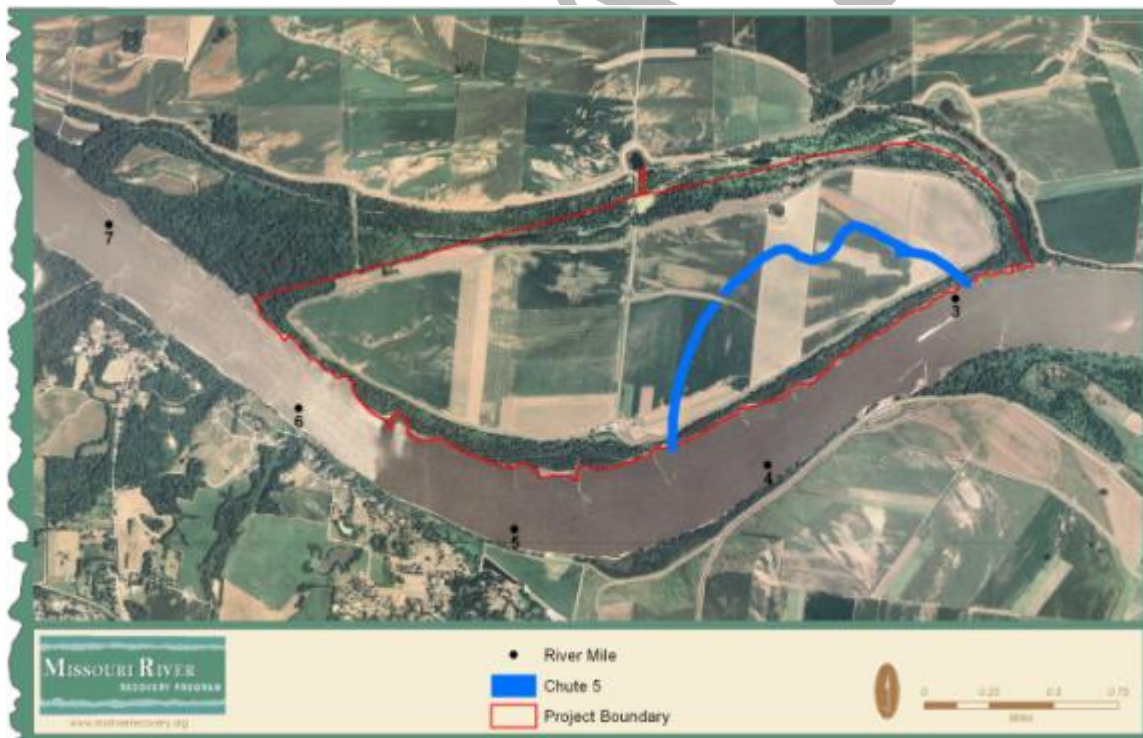 7
3
6
4
5
MISSOURI RIVER
RECOVERY PROGRAM
River Mile
Chute 5
Project Boundary
0 0.25 0.5 0.75